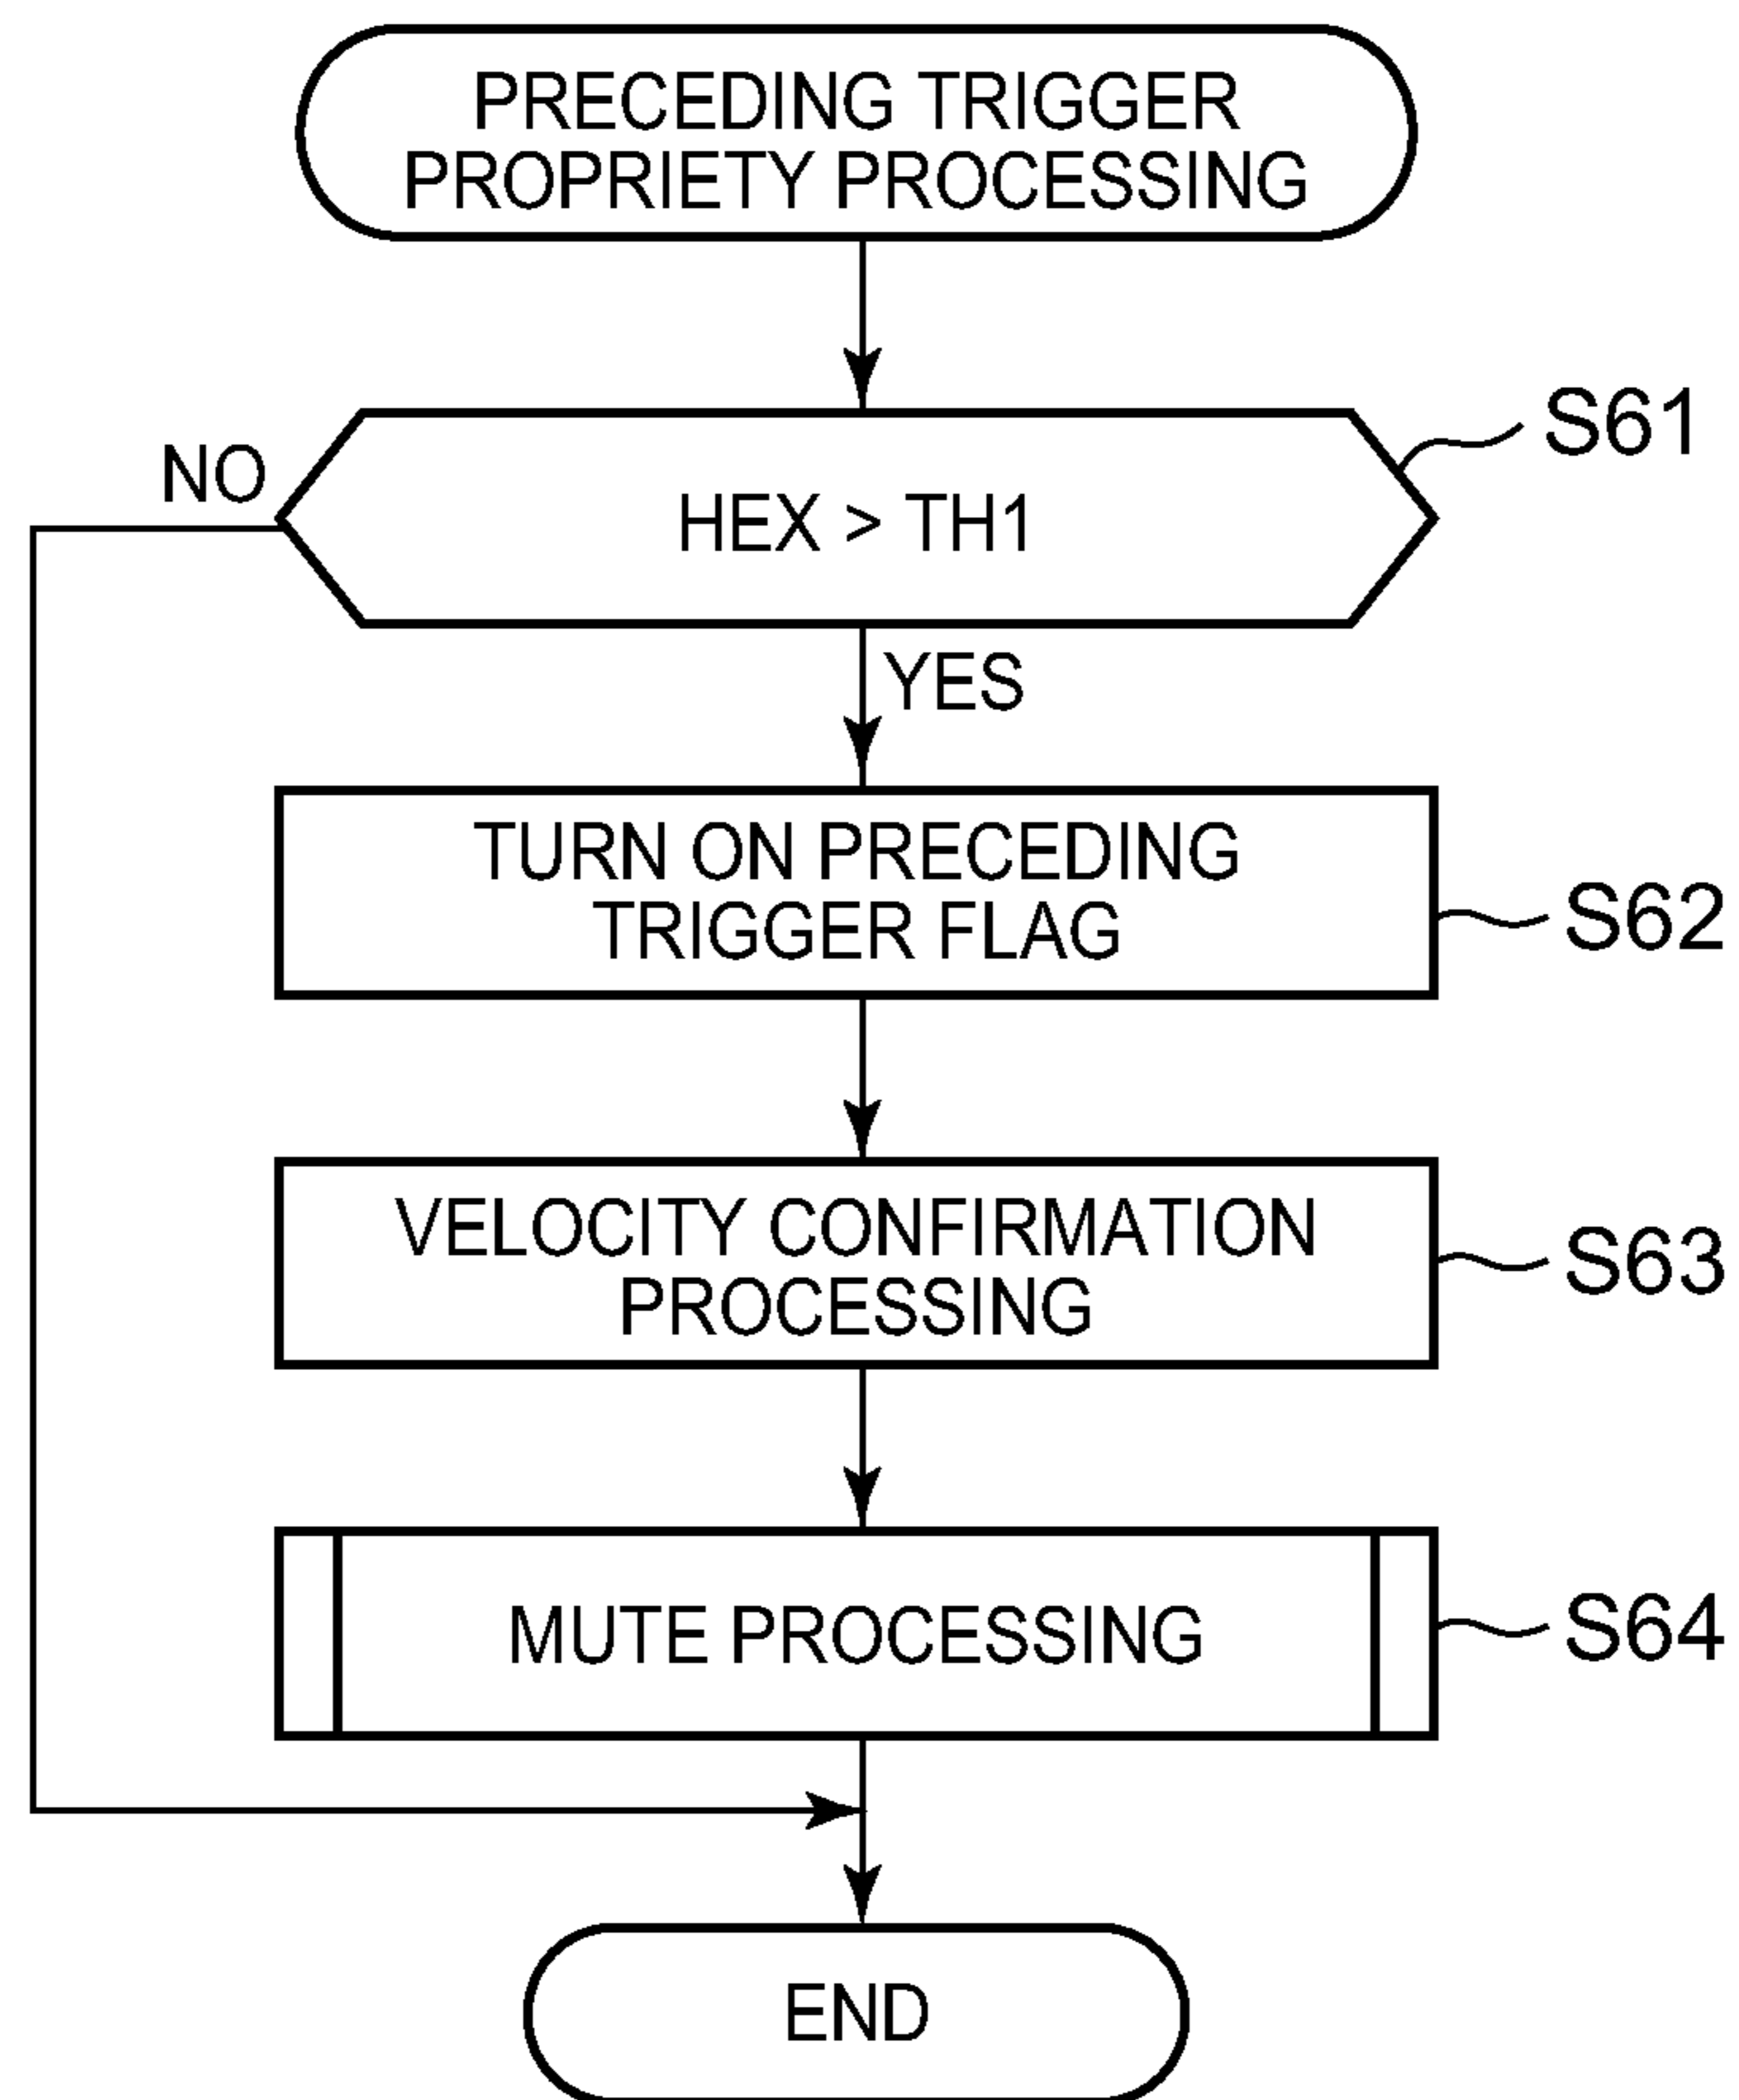 PRECEDING TRIGGER
PROPRIETY PROCESSING
S61
NO
HEX > TH1
YES
TURN ON PRECEDING
TRIGGER FLAG
S62
VELOCITY CONFIRMATION
PROCESSING
S63
MUTE PROCESSING
S64
END